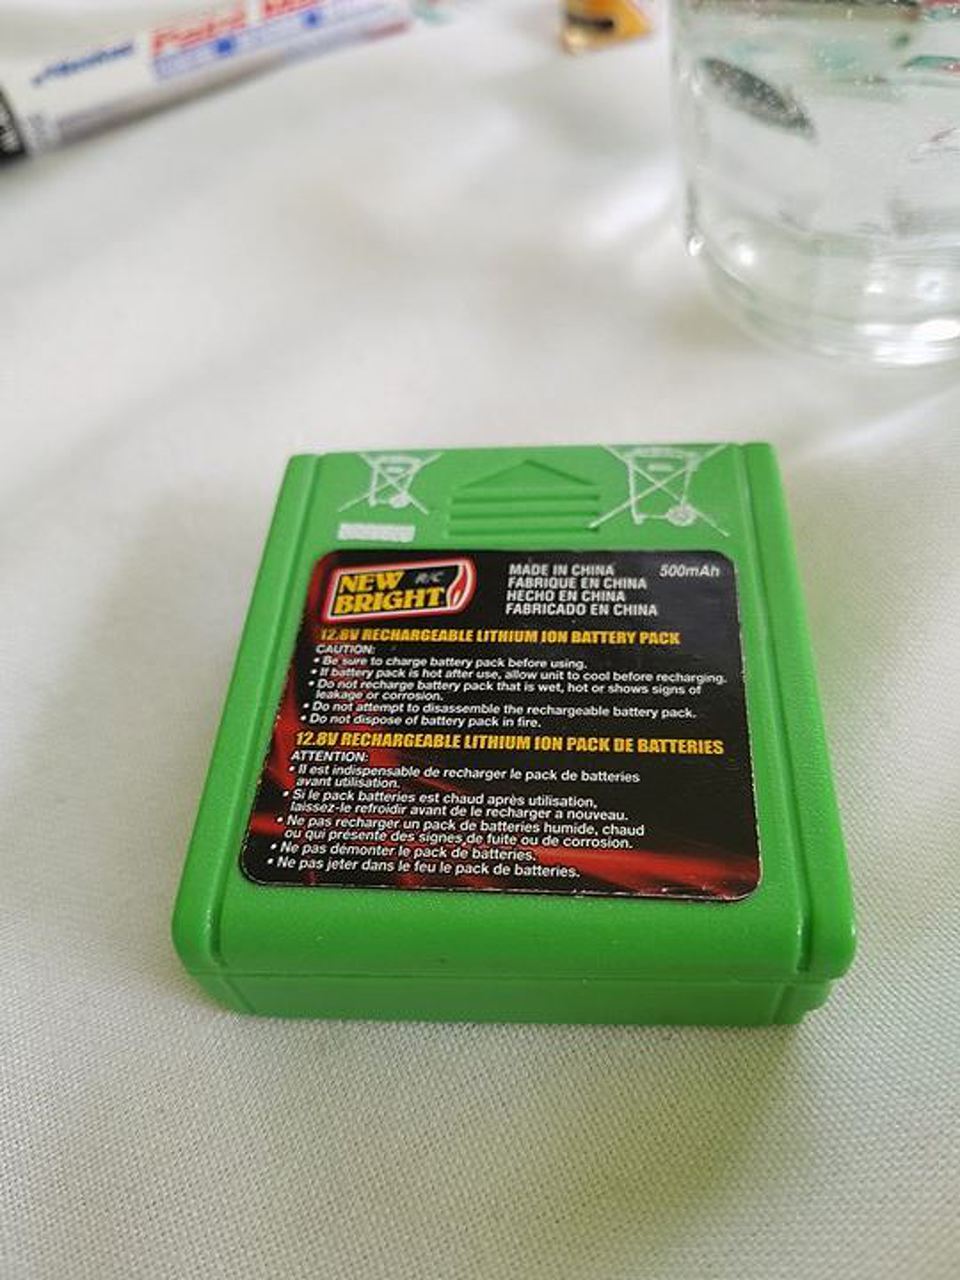 Paint
NEW R/C
BRIGHT
MADE IN CHINA
FABRIQUE EN CHINA
HECHO EN CHINA
FABRICADO EN CHINA
500mAh
12.8V RECHARGEABLE LITHIUM ION BATTERY PACK
CAUTION:
• Be sure to charge battery pack before using.
• If battery pack is hot after use, allow unit to cool before recharging.
• Do not recharge battery pack that is wet, hot or shows signs of
leakage or corrosion.
• Do not attempt to disassemble the rechargeable battery pack.
• Do not dispose of battery pack in fire.
12.8V RECHARGEABLE LITHIUM ION PACK DE BATTERIES
ATTENTION:
• Il est indispensable de recharger le pack de batteries
avant utilisation.
• Si le pack batteries est chaud après utilisation,
laissez-le refroidir avant de le recharger a nouveau.
• Ne pas recharger un pack de batteries humide, chaud
ou qui présente des signes de fuite ou de corrosion.
• Ne pas démonter le pack de batteries.
• Ne pas jeter dans le feu le pack de batteries.